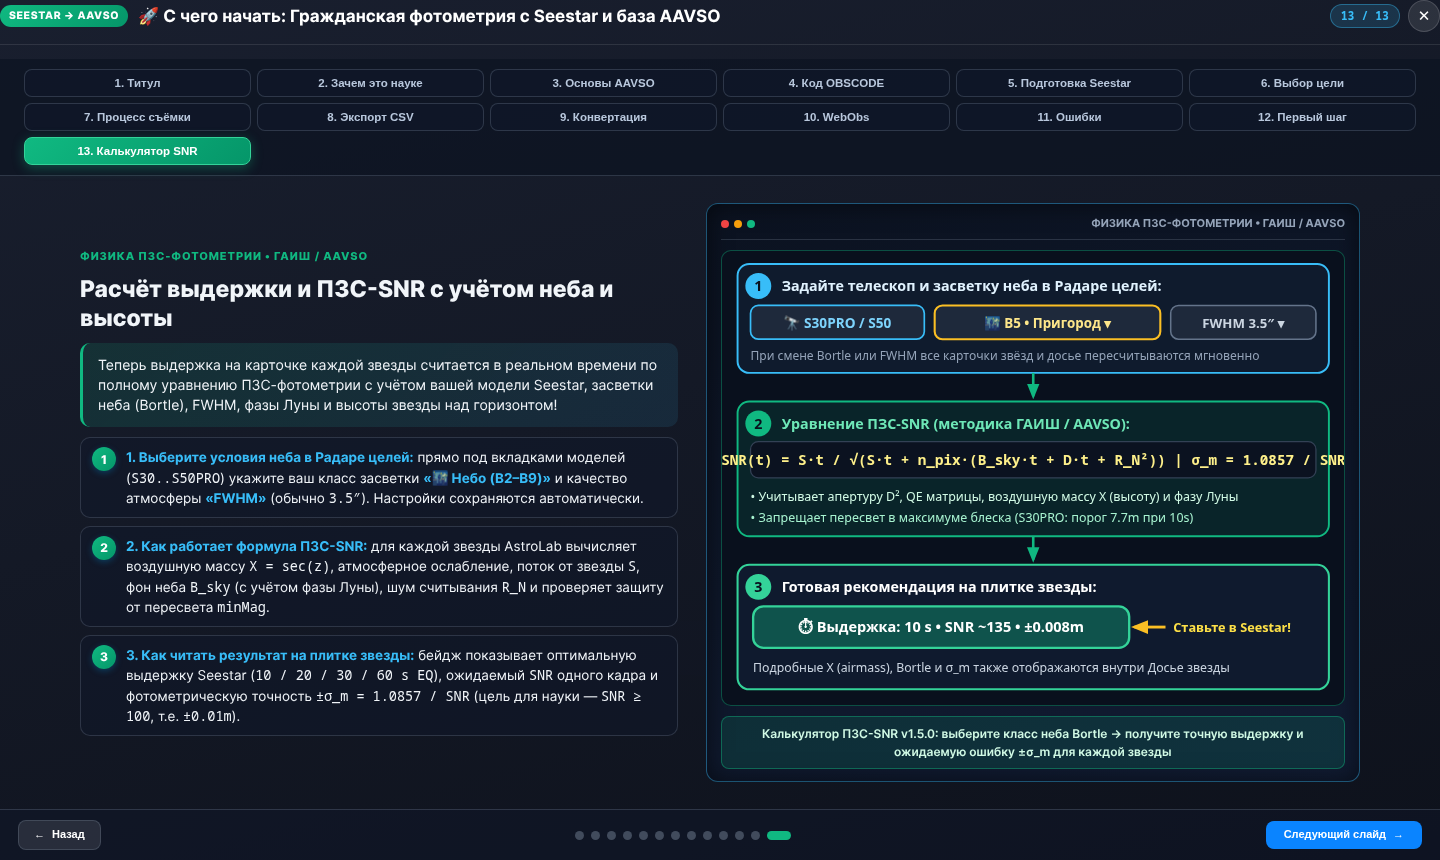 SEESTAR → AAVSO
🚀 С чего начать: Гражданская фотометрия с Seestar и база AAVSO
13 / 13
✕
1. Титул
2. Зачем это науке
3. Основы AAVSO
4. Код OBSCODE
5. Подготовка Seestar
6. Выбор цели
7. Процесс съёмки
8. Экспорт CSV
9. Конвертация
10. WebObs
11. Ошибки
12. Первый шаг
13. Калькулятор SNR
ФИЗИКА ПЗС-ФОТОМЕТРИИ • ГАИШ / AAVSO
Расчёт выдержки и ПЗС-SNR с учётом неба и
высоты
Теперь выдержка на карточке каждой звезды считается в реальном времени по
полному уравнению ПЗС-фотометрии с учётом вашей модели Seestar, засветки
неба (Bortle), FWHM, фазы Луны и высоты звезды над горизонтом!
1
1. Выберите условия неба в Радаре целей: прямо под вкладками моделей
(S30..S50PRO) укажите ваш класс засветки «🌃 Небо (B2–B9)» и качество
атмосферы «FWHM» (обычно 3.5″). Настройки сохраняются автоматически.
2
2. Как работает формула ПЗС-SNR: для каждой звезды AstroLab вычисляет
воздушную массу X = sec(z), атмосферное ослабление, поток от звезды S,
фон неба B_sky (с учётом фазы Луны), шум считывания R_N и проверяет защиту
от пересвета minMag.
3
3. Как читать результат на плитке звезды: бейдж показывает оптимальную
выдержку Seestar (10 / 20 / 30 / 60 s EQ), ожидаемый SNR одного кадра и
фотометрическую точность ±σ_m = 1.0857 / SNR (цель для науки — SNR ≥
100, т.е. ±0.01m).
ФИЗИКА ПЗС-ФОТОМЕТРИИ • ГАИШ / AAVSO
1 Задайте телескоп и засветку неба в Радаре целей:
🔭 S30PRO / S50
🌃 B5 • Пригород ▾
FWHM 3.5″ ▾
При смене Bortle или FWHM все карточки звёзд и досье пересчитываются мгновенно
2 Уравнение ПЗС-SNR (методика ГАИШ / AAVSO):
SNR(t) = S·t / √(S·t + n_pix·(B_sky·t + D·t + R_N²)) | σ_m = 1.0857 / SNR
• Учитывает апертуру D², QE матрицы, воздушную массу X (высоту) и фазу Луны
• Запрещает пересвет в максимуме блеска (S30PRO: порог 7.7m при 10s)
3 Готовая рекомендация на плитке звезды:
⏱ Выдержка: 10 s • SNR ~135 • ±0.008m
Ставьте в Seestar!
Подробные X (airmass), Bortle и σ_m также отображаются внутри Досье звезды
Калькулятор ПЗС-SNR v1.5.0: выберите класс неба Bortle → получите точную выдержку и
ожидаемую ошибку ±σ_m для каждой звезды
← Назад
Следующий слайд →